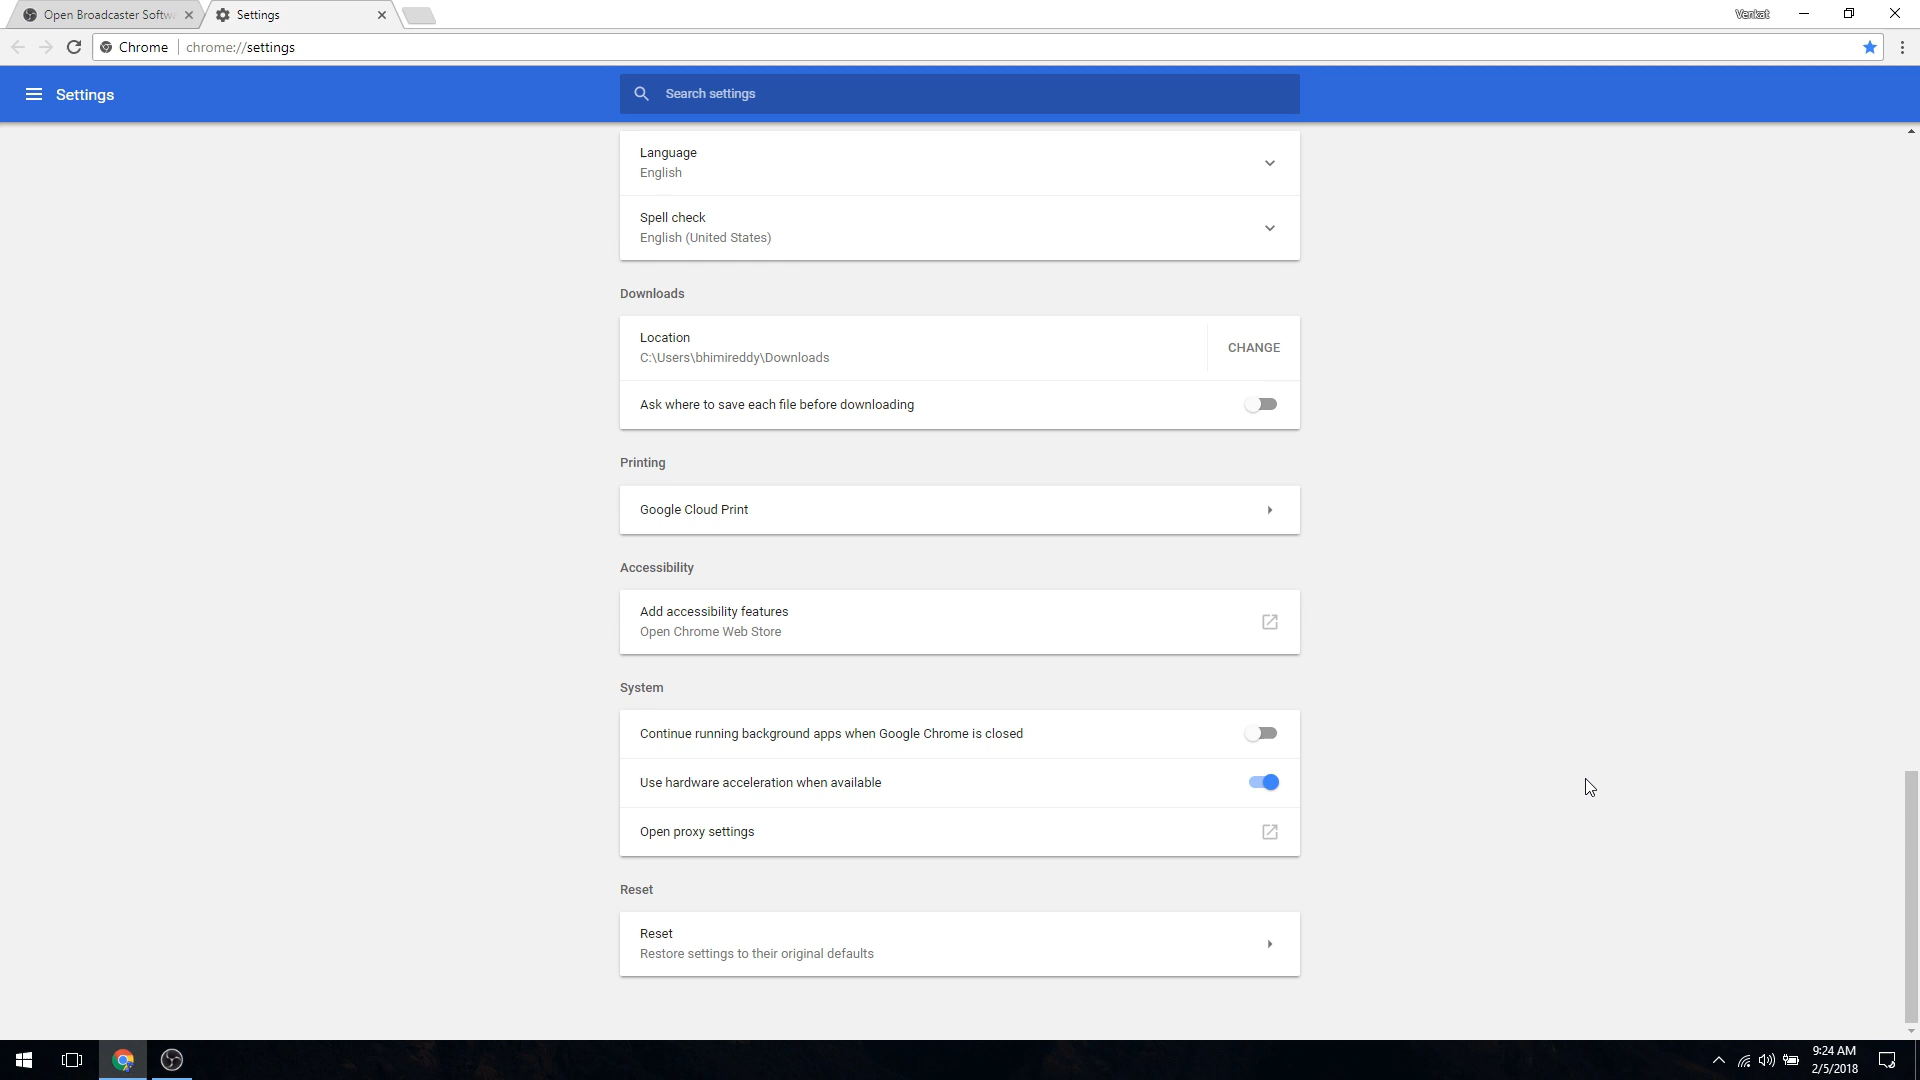 Open Broadcaster Softw
Settings
Venkat
Chrome
chrome://settings
Settings
Search settings
Language
English
Spell check
English (United States)
Downloads
Location
C:\Users\bhimireddy\Downloads
CHANGE
Ask where to save each file before downloading
Printing
Google Cloud Print
Accessibility
Add accessibility features
Open Chrome Web Store
System
Continue running background apps when Google Chrome is closed
Use hardware acceleration when available
Open proxy settings
Reset
Reset
Restore settings to their original defaults
9:24 AM
2/5/2018